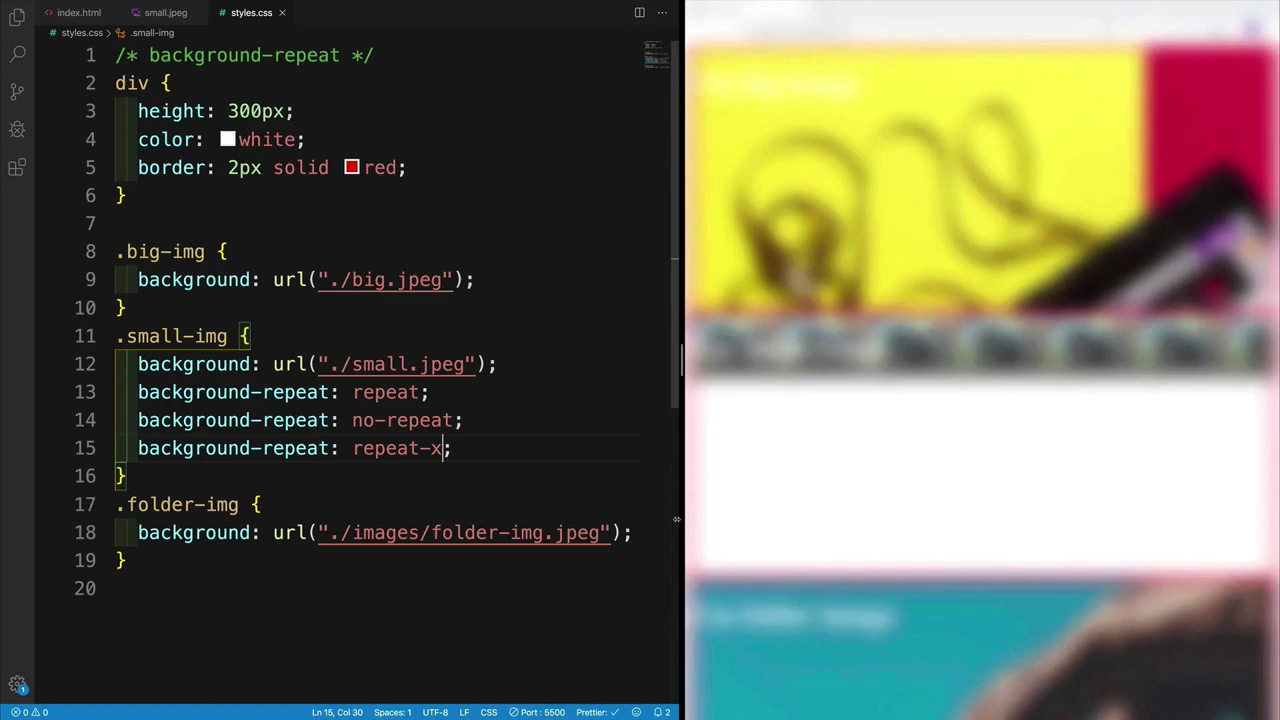 index.html
small.jpeg
styles.css
styles.css > .small-img
1 /* background-repeat */
2 div {
3 height: 300px;
4 color: white;
5 border: 2px solid red;
6 }
7
8 .big-img {
9 background: url("./big.jpeg");
10 }
11 .small-img {
12 background: url("./small.jpeg");
13 background-repeat: repeat;
14 background-repeat: no-repeat;
15 background-repeat: repeat-x;
16 }
17 .folder-img {
18 background: url("./images/folder-img.jpeg");
19 }
20
1
0 0 Ln 15, Col 30 Spaces: 1 UTF-8 LF CSS Port : 5500 Prettier: ✓ 2